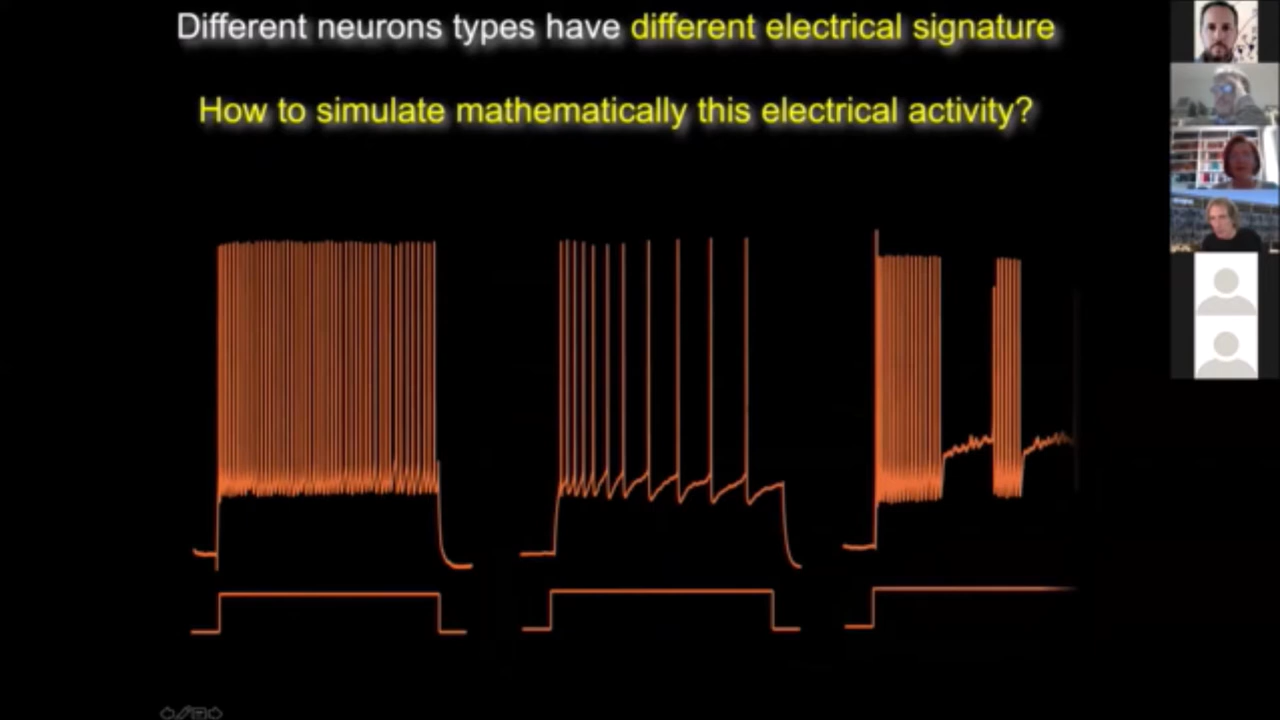 Different neurons types have different electrical signature
How to simulate mathematically this electrical activity?